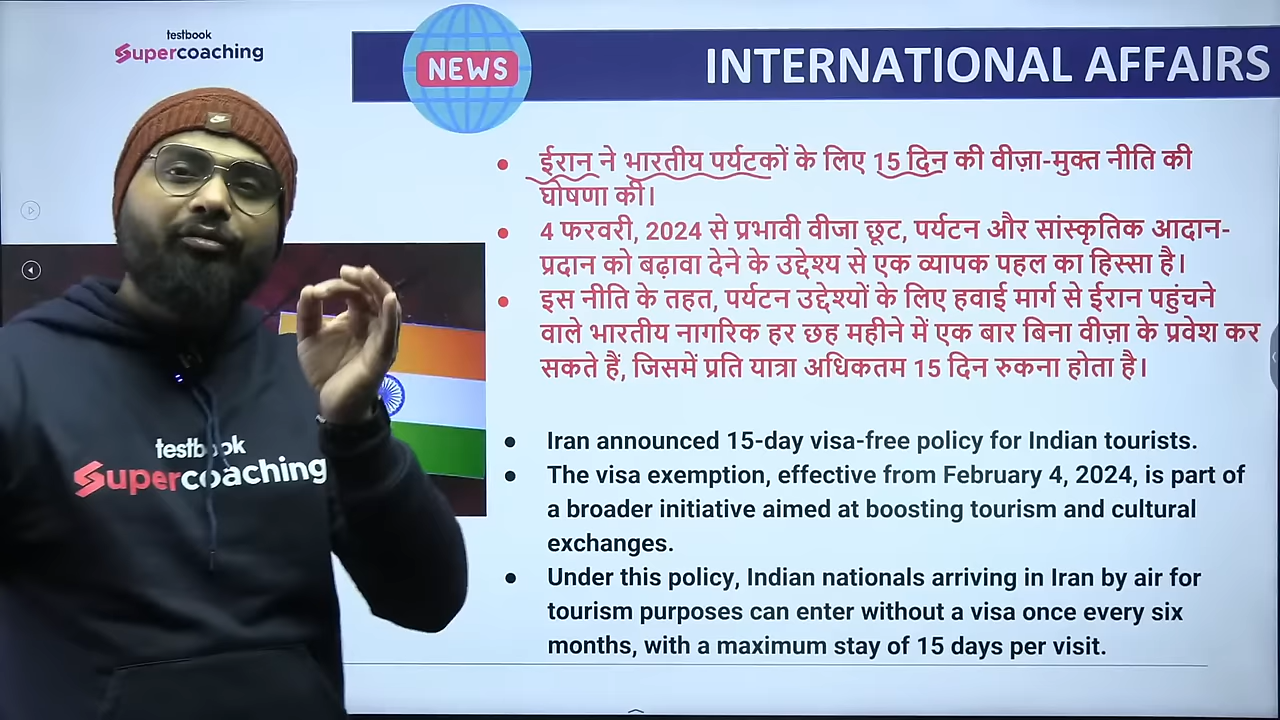 testbook
Supercoaching
NEWS
INTERNATIONAL AFFAIRS
• ईरान ने भारतीय पर्यटकों के लिए 15 दिन की वीज़ा-मुक्त नीति की
घोषणा की।
• 4 फरवरी, 2024 से प्रभावी वीजा छूट, पर्यटन और सांस्कृतिक आदान-
प्रदान को बढ़ावा देने के उद्देश्य से एक व्यापक पहल का हिस्सा है।
• इस नीति के तहत, पर्यटन उद्देश्यों के लिए हवाई मार्ग से ईरान पहुंचने
वाले भारतीय नागरिक हर छह महीने में एक बार बिना वीज़ा के प्रवेश कर
सकते हैं, जिसमें प्रति यात्रा अधिकतम 15 दिन रुकना होता है।
• Iran announced 15-day visa-free policy for Indian tourists.
• The visa exemption, effective from February 4, 2024, is part of
a broader initiative aimed at boosting tourism and cultural
exchanges.
• Under this policy, Indian nationals arriving in Iran by air for
tourism purposes can enter without a visa once every six
months, with a maximum stay of 15 days per visit.
testbook
Supercoaching